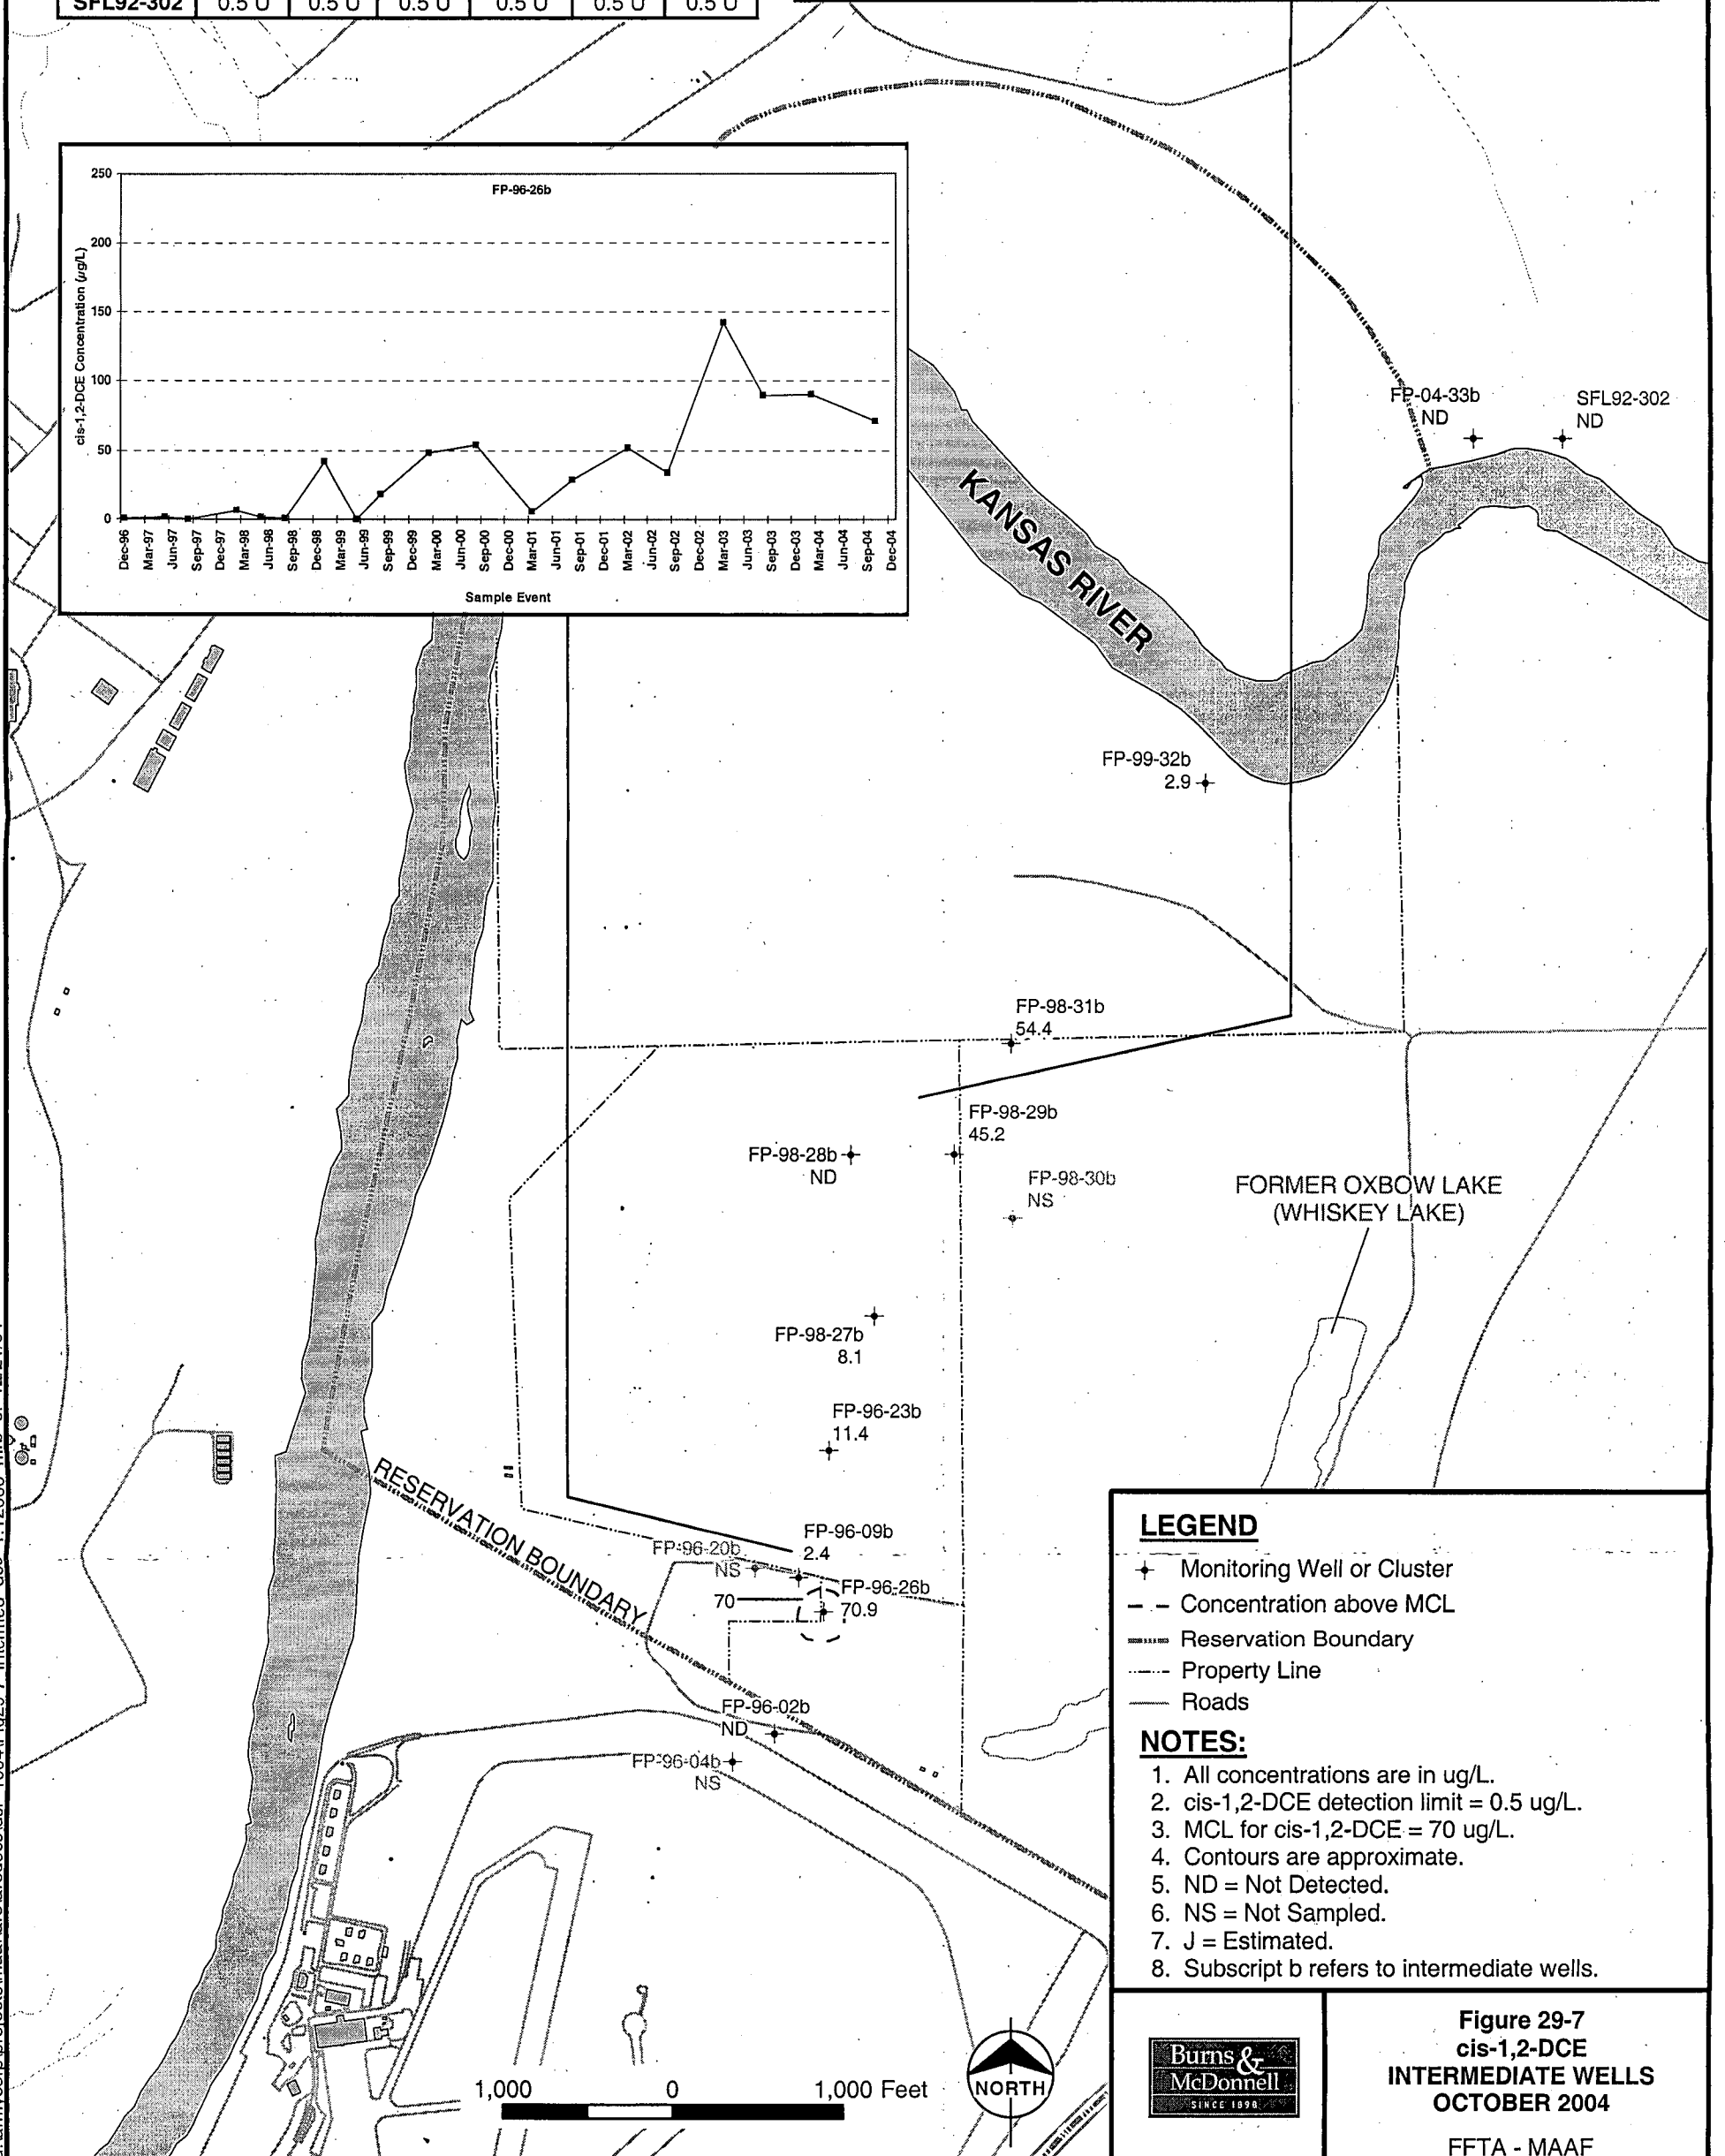 SFL92-302 0.5 U 0.5 U 0.5 U 0.5 U 0.5 U 0.5 U
FP-96-26b
cis-1,2-DCE Concentration (µg/L)
250
200
150
100
50
0
Dec-96 Mar-97 Jun-97 Sep-97 Dec-97 Mar-98 Jun-98 Sep-98 Dec-98 Mar-99 Jun-99 Sep-99 Dec-99 Mar-00 Jun-00 Sep-00 Dec-00 Mar-01 Jun-01 Sep-01 Dec-01 Mar-02 Jun-02 Sep-02 Dec-02 Mar-03 Jun-03 Sep-03 Dec-03 Mar-04 Jun-04 Sep-04 Dec-04
Sample Event
FP-04-33b
ND
SFL92-302
ND
KANSAS RIVER
FP-99-32b
2.9
FP-98-31b
54.4
FP-98-29b
45.2
FP-98-28b
ND
FP-98-30b
NS
FORMER OXBOW LAKE
(WHISKEY LAKE)
FP-98-27b
8.1
FP-96-23b
11.4
RESERVATION BOUNDARY
FP-96-09b
2.4
FP-96-20b
NS
FP-96-26b
70.9
70
FP-96-02b
ND
FP-96-04b
NS
LEGEND
Monitoring Well or Cluster
Concentration above MCL
Reservation Boundary
Property Line
Roads
NOTES:
1. All concentrations are in ug/L.
2. cis-1,2-DCE detection limit = 0.5 ug/L.
3. MCL for cis-1,2-DCE = 70 ug/L.
4. Contours are approximate.
5. ND = Not Detected.
6. NS = Not Sampled.
7. J = Estimated.
8. Subscript b refers to intermediate wells.
1,000 0 1,000 Feet
NORTH
Burns &
McDonnell
SINCE 1898
Figure 29-7
cis-1,2-DCE
INTERMEDIATE WELLS
OCTOBER 2004
FFTA - MAAF